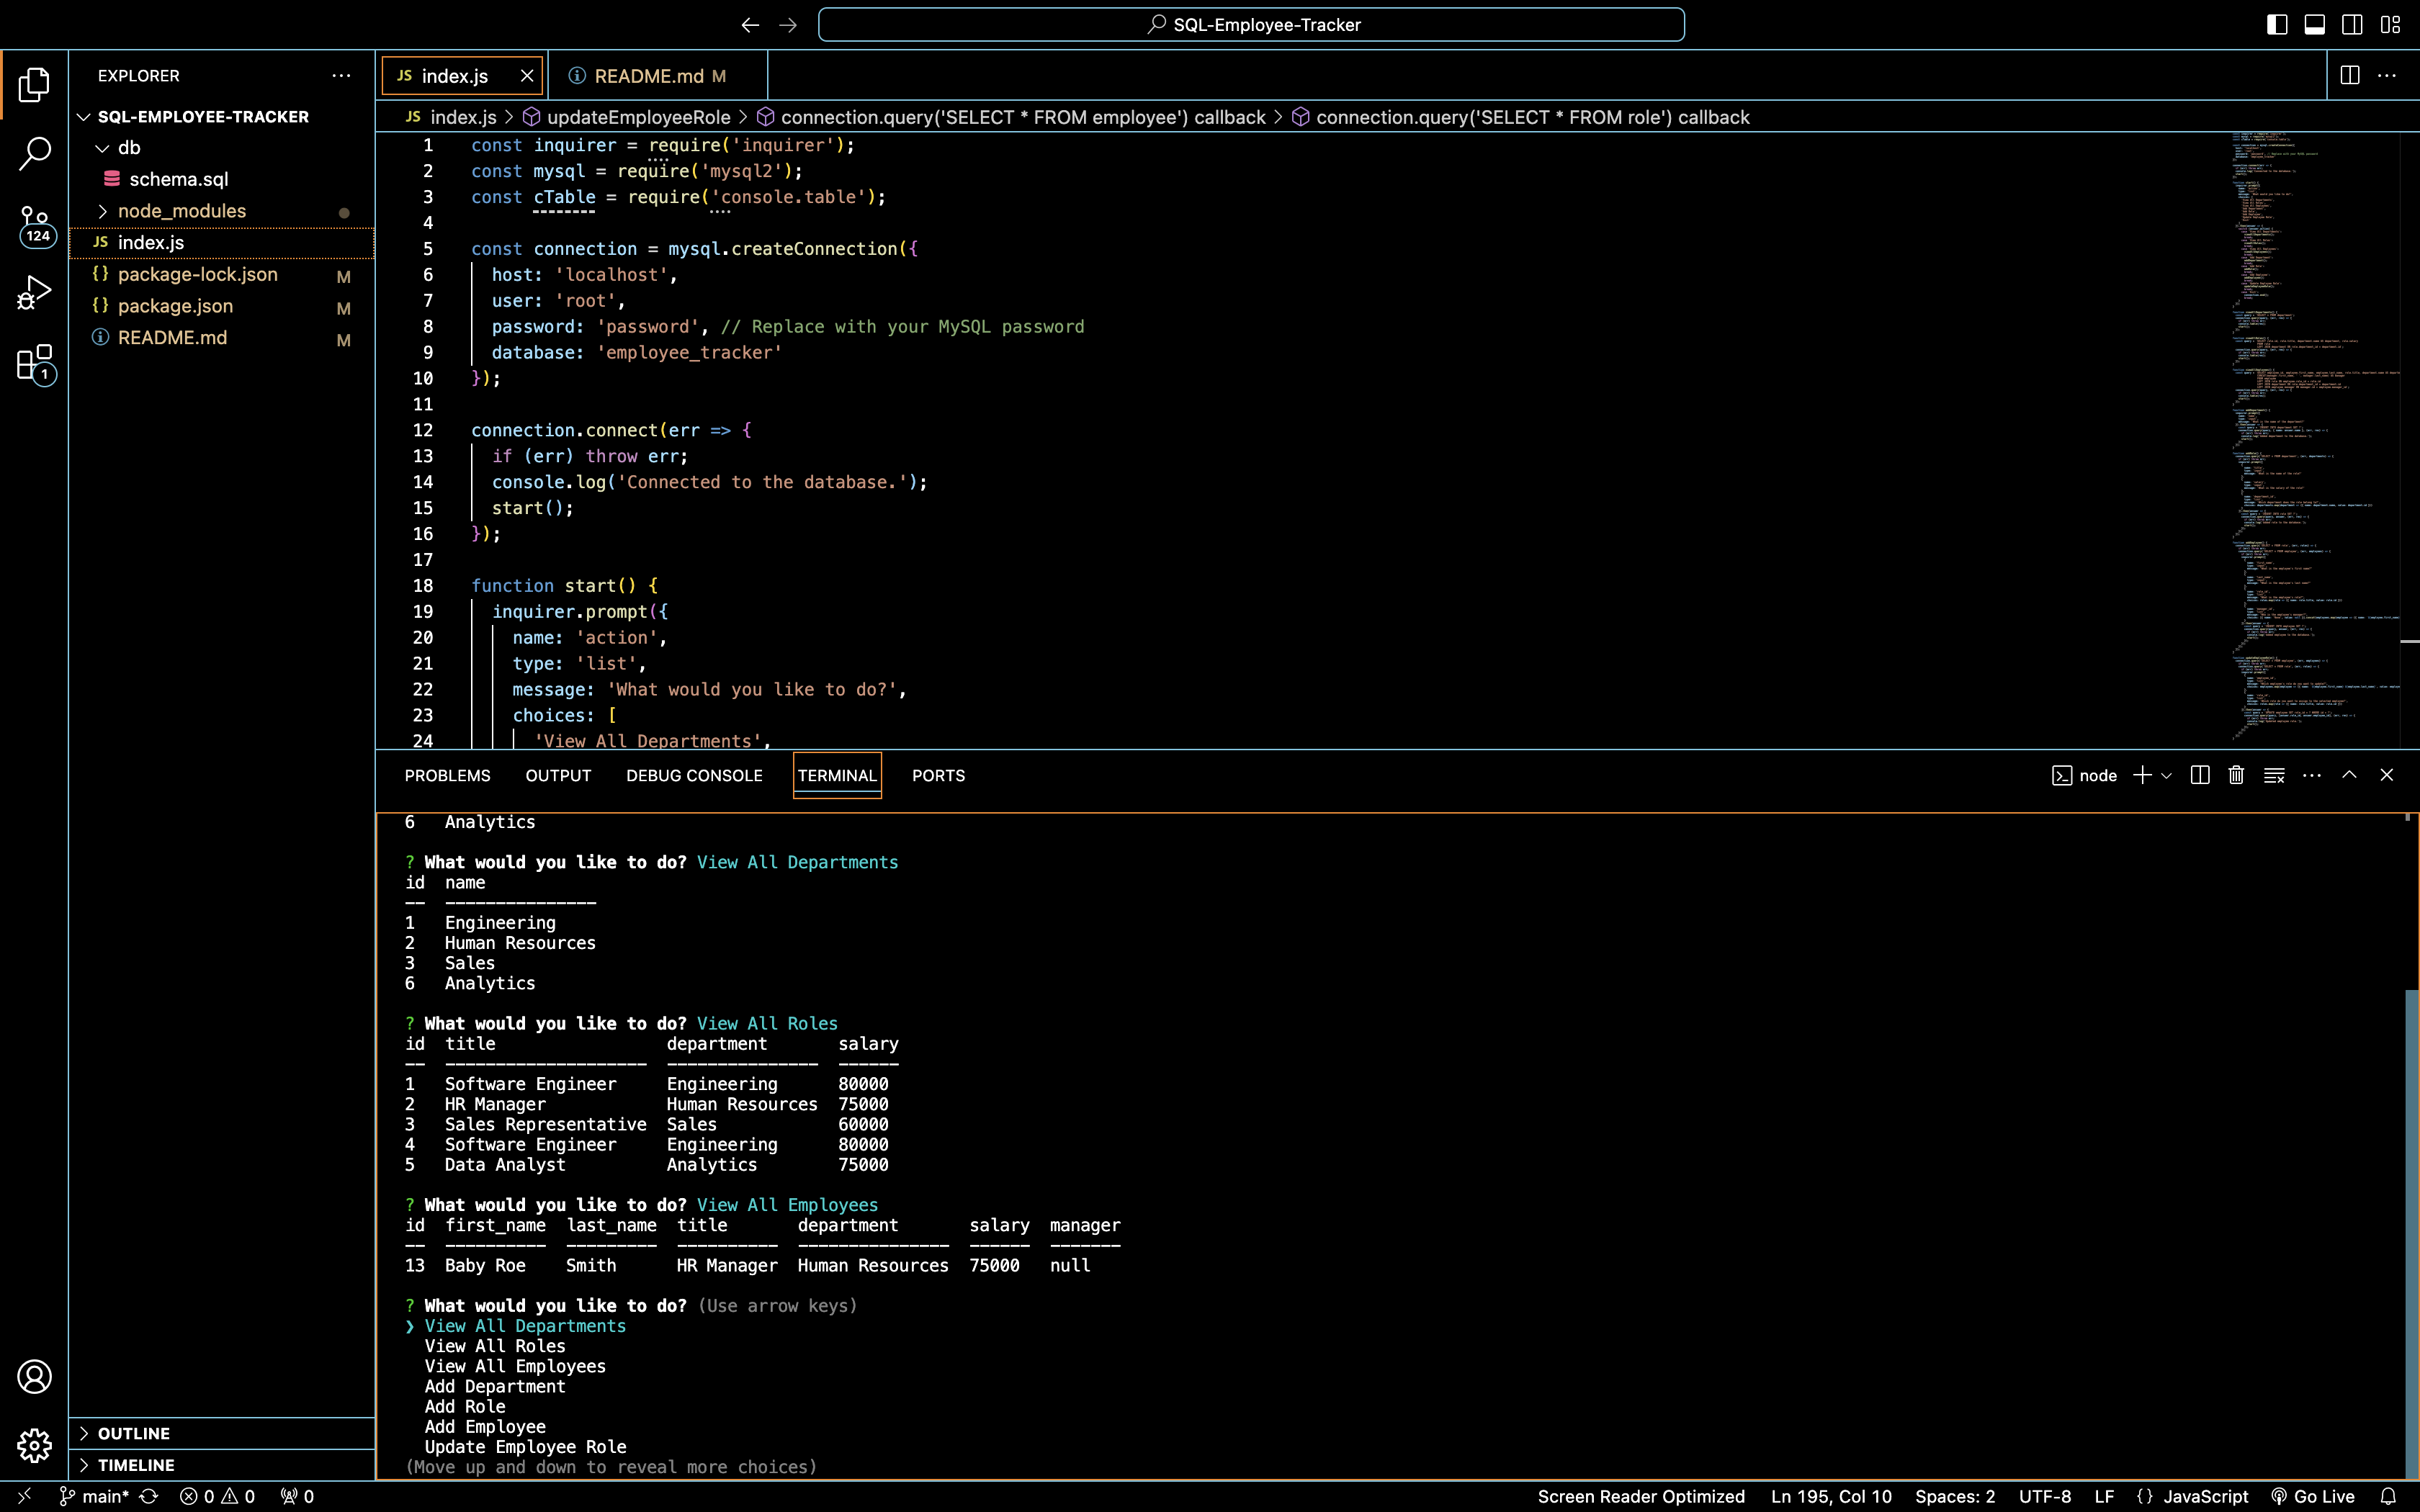 SQL-Employee-Tracker
EXPLORER
SQL-EMPLOYEE-TRACKER
db
schema.sql
node_modules
JS index.js
{} package-lock.json M
{} package.json M
README.md M
OUTLINE
TIMELINE
124
1
JS index.js
README.md M
JS index.js > updateEmployeeRole > connection.query('SELECT * FROM employee') callback > connection.query('SELECT * FROM role') callback
1 const inquirer = require('inquirer');
2 const mysql = require('mysql2');
3 const cTable = require('console.table');
4
5 const connection = mysql.createConnection({
6 host: 'localhost',
7 user: 'root',
8 password: 'password', // Replace with your MySQL password
9 database: 'employee_tracker'
10 });
11
12 connection.connect(err => {
13 if (err) throw err;
14 console.log('Connected to the database.');
15 start();
16 });
17
18 function start() {
19 inquirer.prompt({
20 name: 'action',
21 type: 'list',
22 message: 'What would you like to do?',
23 choices: [
24 'View All Departments',
PROBLEMS OUTPUT DEBUG CONSOLE TERMINAL PORTS
node
6 Analytics
? What would you like to do? View All Departments
id name
-- ---------------
1 Engineering
2 Human Resources
3 Sales
6 Analytics
? What would you like to do? View All Roles
id title department salary
-- -------------------- --------------- ------
1 Software Engineer Engineering 80000
2 HR Manager Human Resources 75000
3 Sales Representative Sales 60000
4 Software Engineer Engineering 80000
5 Data Analyst Analytics 75000
? What would you like to do? View All Employees
id first_name last_name title department salary manager
-- ---------- --------- ---------- --------------- ------ -------
13 Baby Roe Smith HR Manager Human Resources 75000 null
? What would you like to do? (Use arrow keys)
❯ View All Departments
View All Roles
View All Employees
Add Department
Add Role
Add Employee
Update Employee Role
(Move up and down to reveal more choices)
main* 0 0 0
Screen Reader Optimized Ln 195, Col 10 Spaces: 2 UTF-8 LF {} JavaScript Go Live